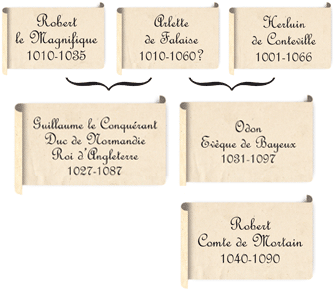 Robert
le Magnifique
1010-1035
Arlette
de Falaise
1010-1060?
Herluin
de Conteville
1001-1066
Guillaume le Conquérant
Duc de Normandie
Roi d'Angleterre
1027-1087
Odon
Evêque de Bayeux
1031-1097
Robert
Comte de Mortain
1040-1090